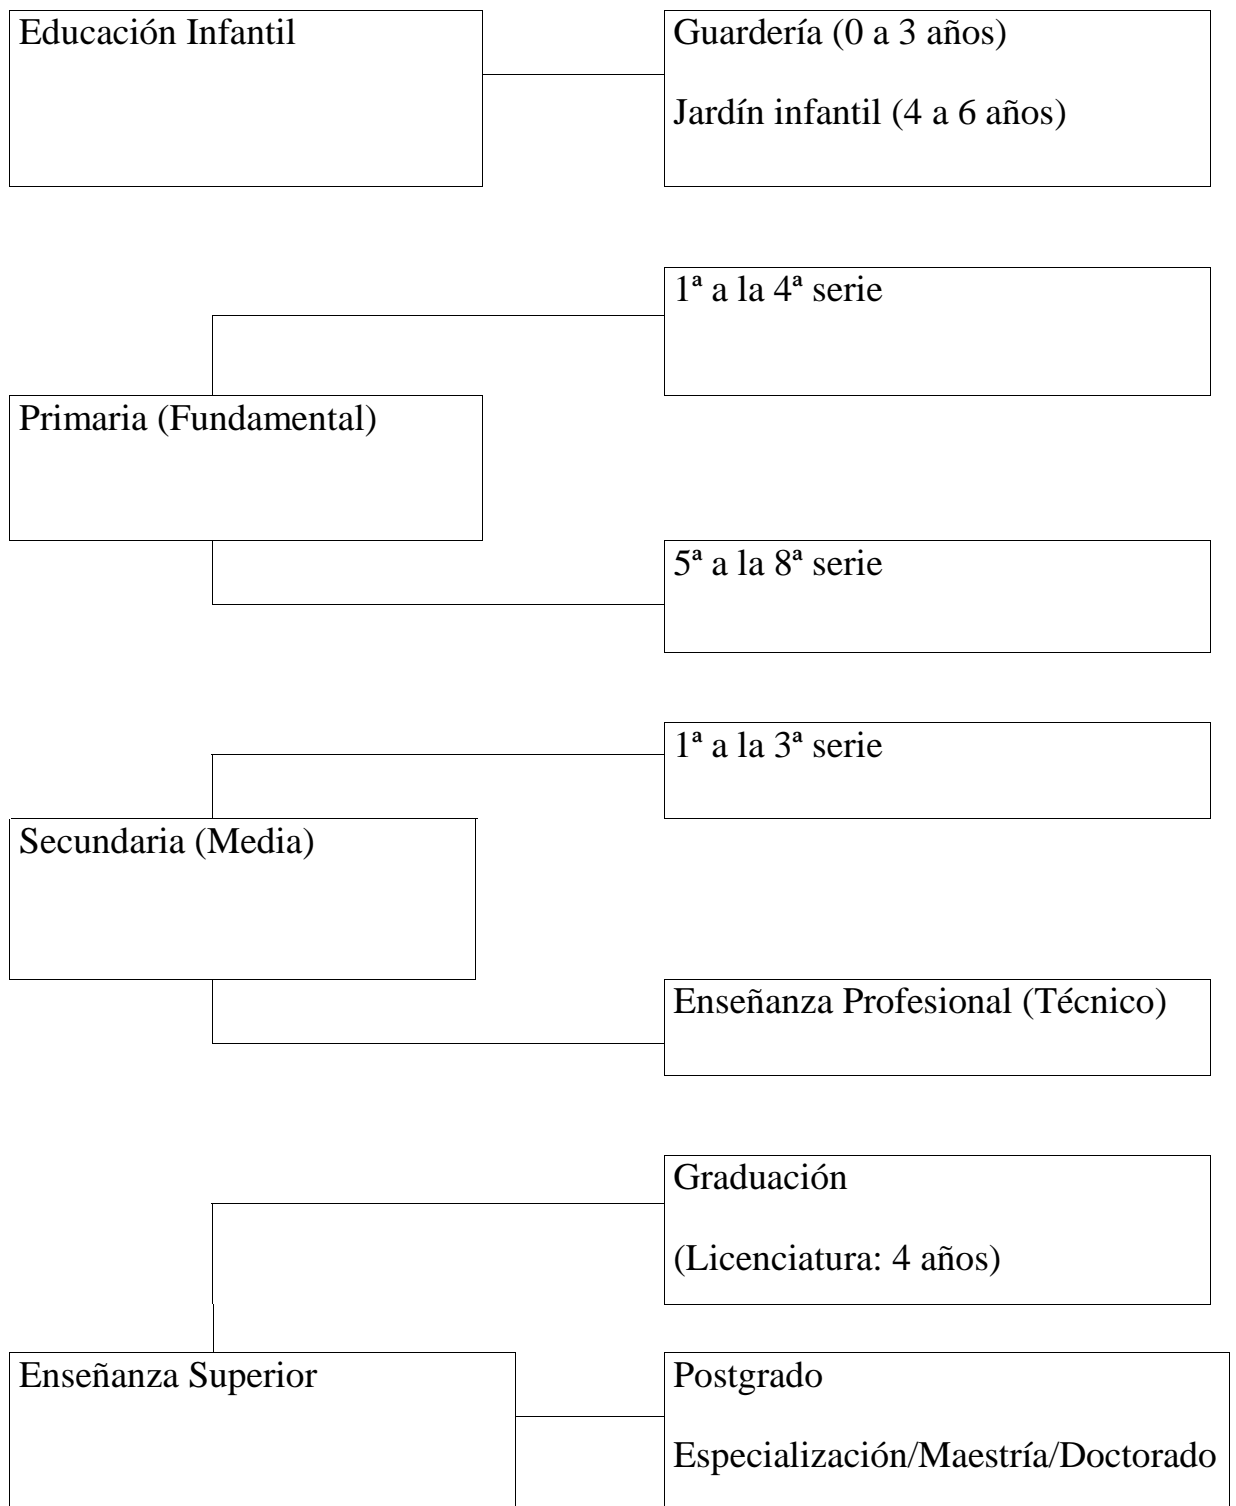 Educación Infantil
Guardería (0 a 3 años)
Jardín infantil (4 a 6 años)
1ª a la 4ª serie
Primaria (Fundamental)
5ª a la 8ª serie
1ª a la 3ª serie
Secundaria (Media)
Enseñanza Profesional (Técnico)
Graduación
(Licenciatura: 4 años)
Enseñanza Superior
Postgrado
Especialización/Maestría/Doctorado